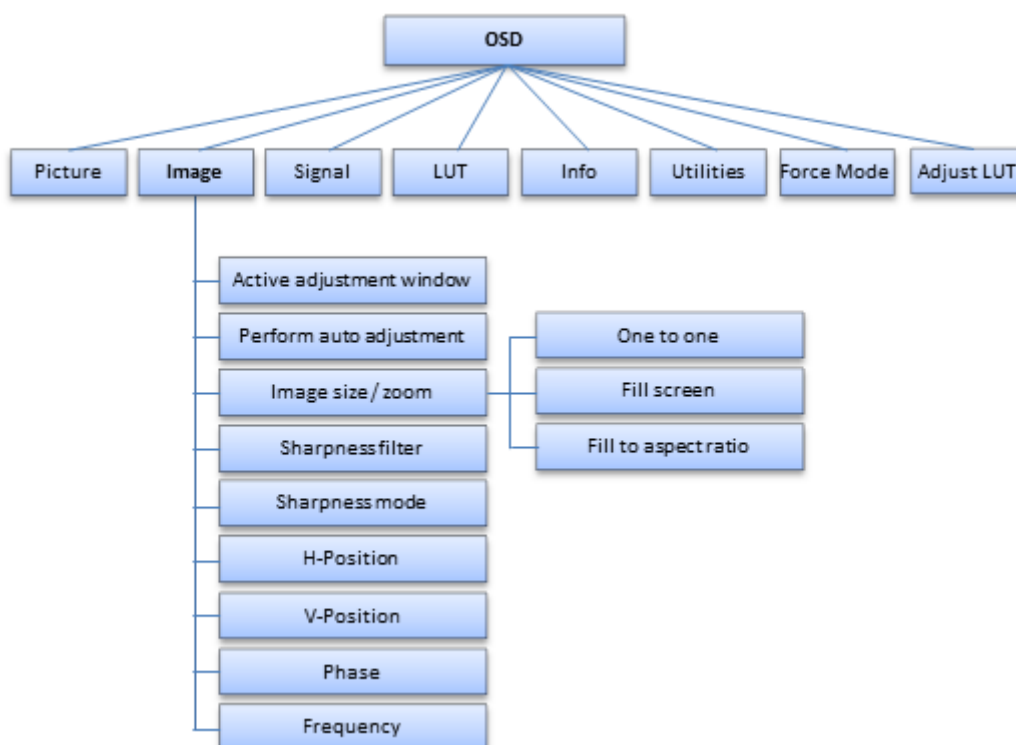 OSD
Picture
Image
Signal
LUT
Info
Utilities
Force Mode
Adjust LUT
Active adjustment window
Perform auto adjustment
One to one
Image size / zoom
Fill screen
Sharpness filter
Fill to aspect ratio
Sharpness mode
H-Position
V-Position
Phase
Frequency